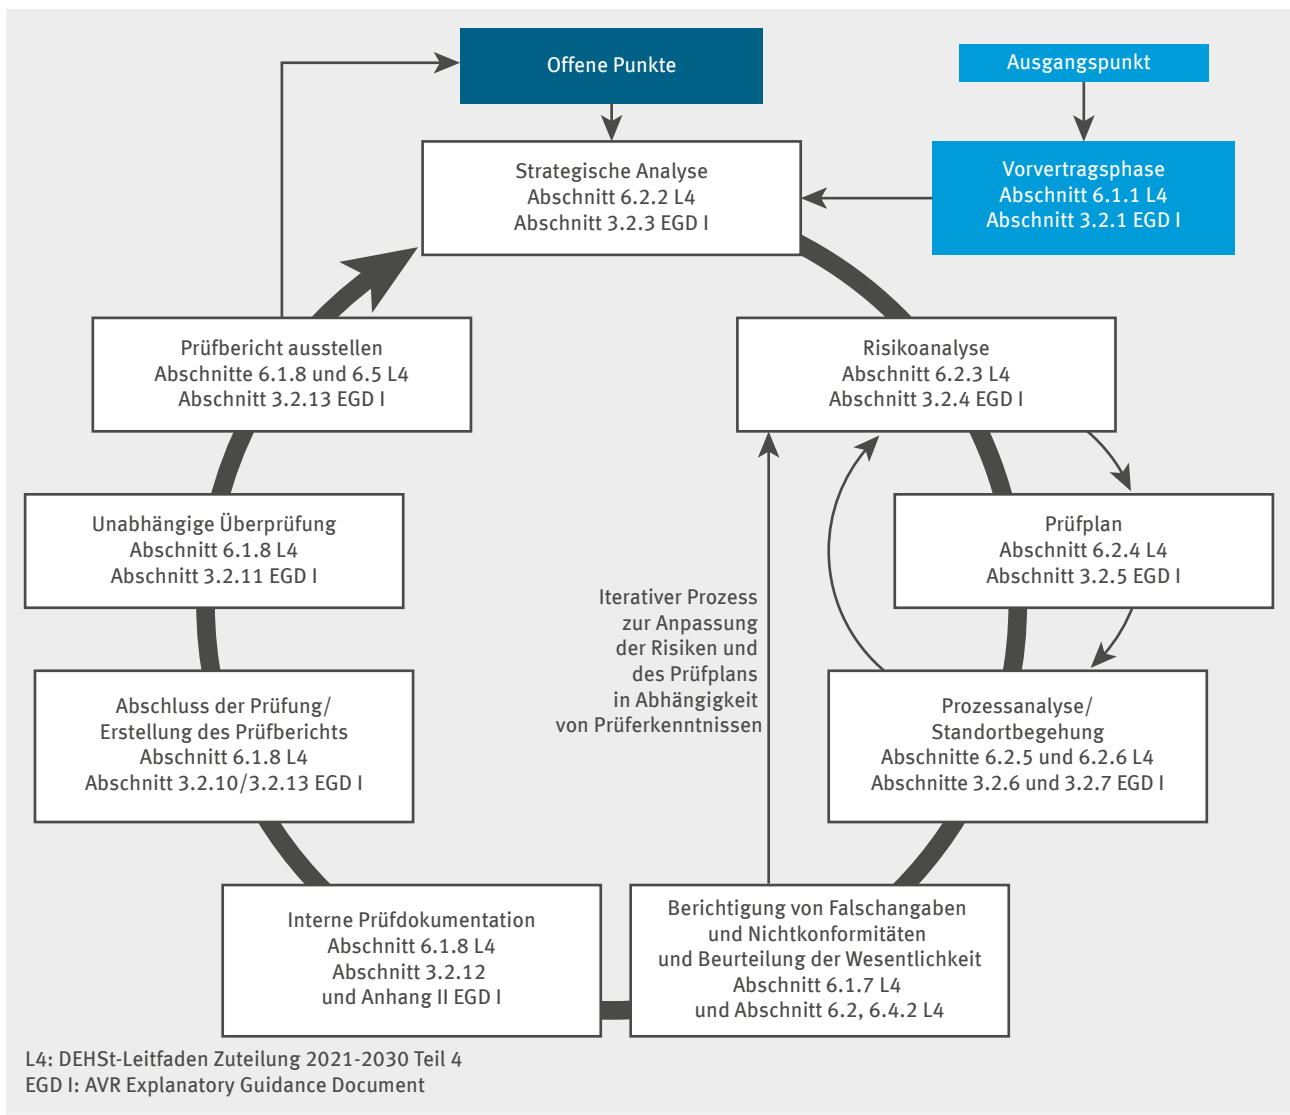 Offene Punkte
Ausgangspunkt
Strategische Analyse
Abschnitt 6.2.2 L4
Abschnitt 3.2.3 EGD I
Vorvertragsphase
Abschnitt 6.1.1 L4
Abschnitt 3.2.1 EGD I
Prüfbericht ausstellen
Abschnitte 6.1.8 und 6.5 L4
Abschnitt 3.2.13 EGD I
Risikoanalyse
Abschnitt 6.2.3 L4
Abschnitt 3.2.4 EGD I
Unabhängige Überprüfung
Abschnitt 6.1.8 L4
Abschnitt 3.2.11 EGD I
Prüfplan
Abschnitt 6.2.4 L4
Abschnitt 3.2.5 EGD I
Iterativer Prozess
zur Anpassung
der Risiken und
des Prüfplans
in Abhängigkeit
von Prüferkenntnissen
Abschluss der Prüfung/
Erstellung des Prüfberichts
Abschnitt 6.1.8 L4
Abschnitt 3.2.10/3.2.13 EGD I
Prozessanalyse/
Standortbegehung
Abschnitte 6.2.5 und 6.2.6 L4
Abschnitte 3.2.6 und 3.2.7 EGD I
Interne Prüfdokumentation
Abschnitt 6.1.8 L4
Abschnitt 3.2.12
und Anhang II EGD I
Berichtigung von Falschangaben
und Nichtkonformitäten
und Beurteilung der Wesentlichkeit
Abschnitt 6.1.7 L4
und Abschnitt 6.2, 6.4.2 L4
L4: DEHSt-Leitfaden Zuteilung 2021-2030 Teil 4
EGD I: AVR Explanatory Guidance Document